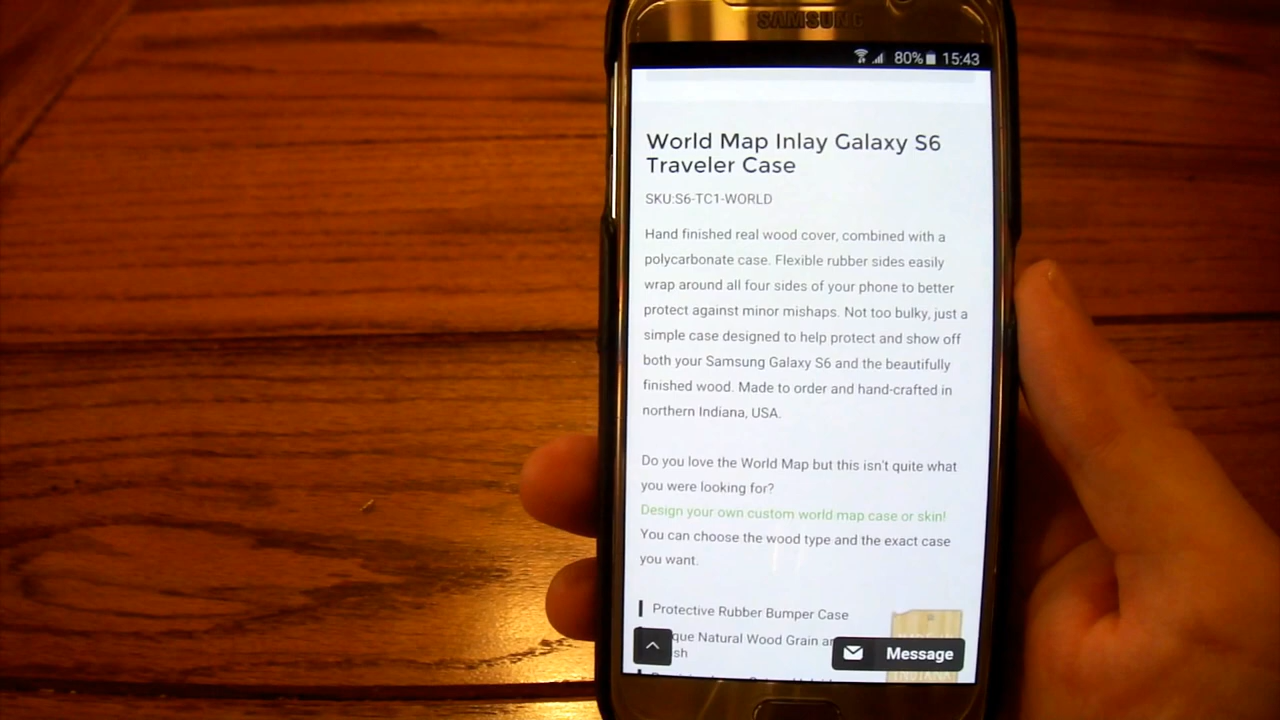 SAMSUNG
80% 15:43
World Map Inlay Galaxy S6
Traveler Case
SKU:S6-TC1-WORLD
Hand finished real wood cover, combined with a
polycarbonate case. Flexible rubber sides easily
wrap around all four sides of your phone to better
protect against minor mishaps. Not too bulky, just a
simple case designed to help protect and show off
both your Samsung Galaxy S6 and the beautifully
finished wood. Made to order and hand-crafted in
northern Indiana, USA.
Do you love the World Map but this isn't quite what
you were looking for?
Design your own custom world map case or skin!
You can choose the wood type and the exact case
you want.
Protective Rubber Bumper Case
que Natural Wood Grain an
sh
Message